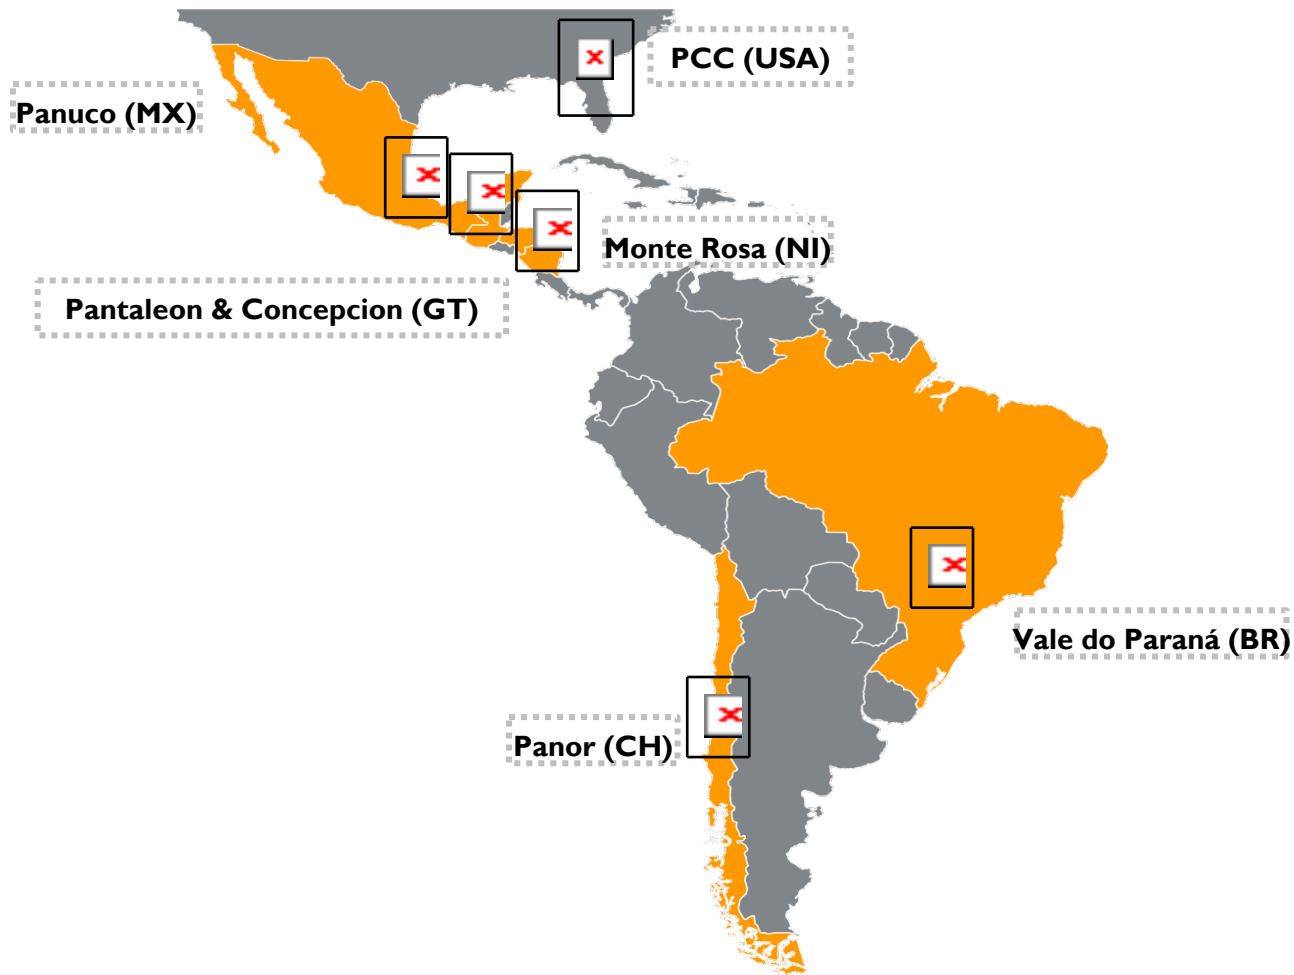 PCC (USA)
Panuco (MX)
Monte Rosa (NI)
Pantaleon & Concepcion (GT)
Vale do Paraná (BR)
Panor (CH)